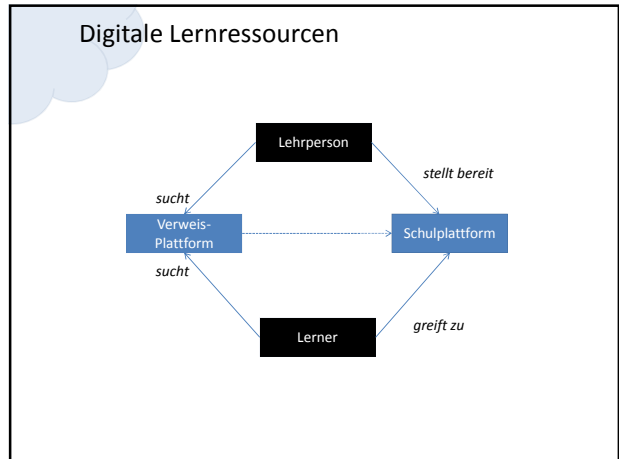 Digitale Lernressourcen
Lehrperson
stellt bereit
sucht
Verweis-
Plattform
Schulplattform
sucht
greift zu
Lerner